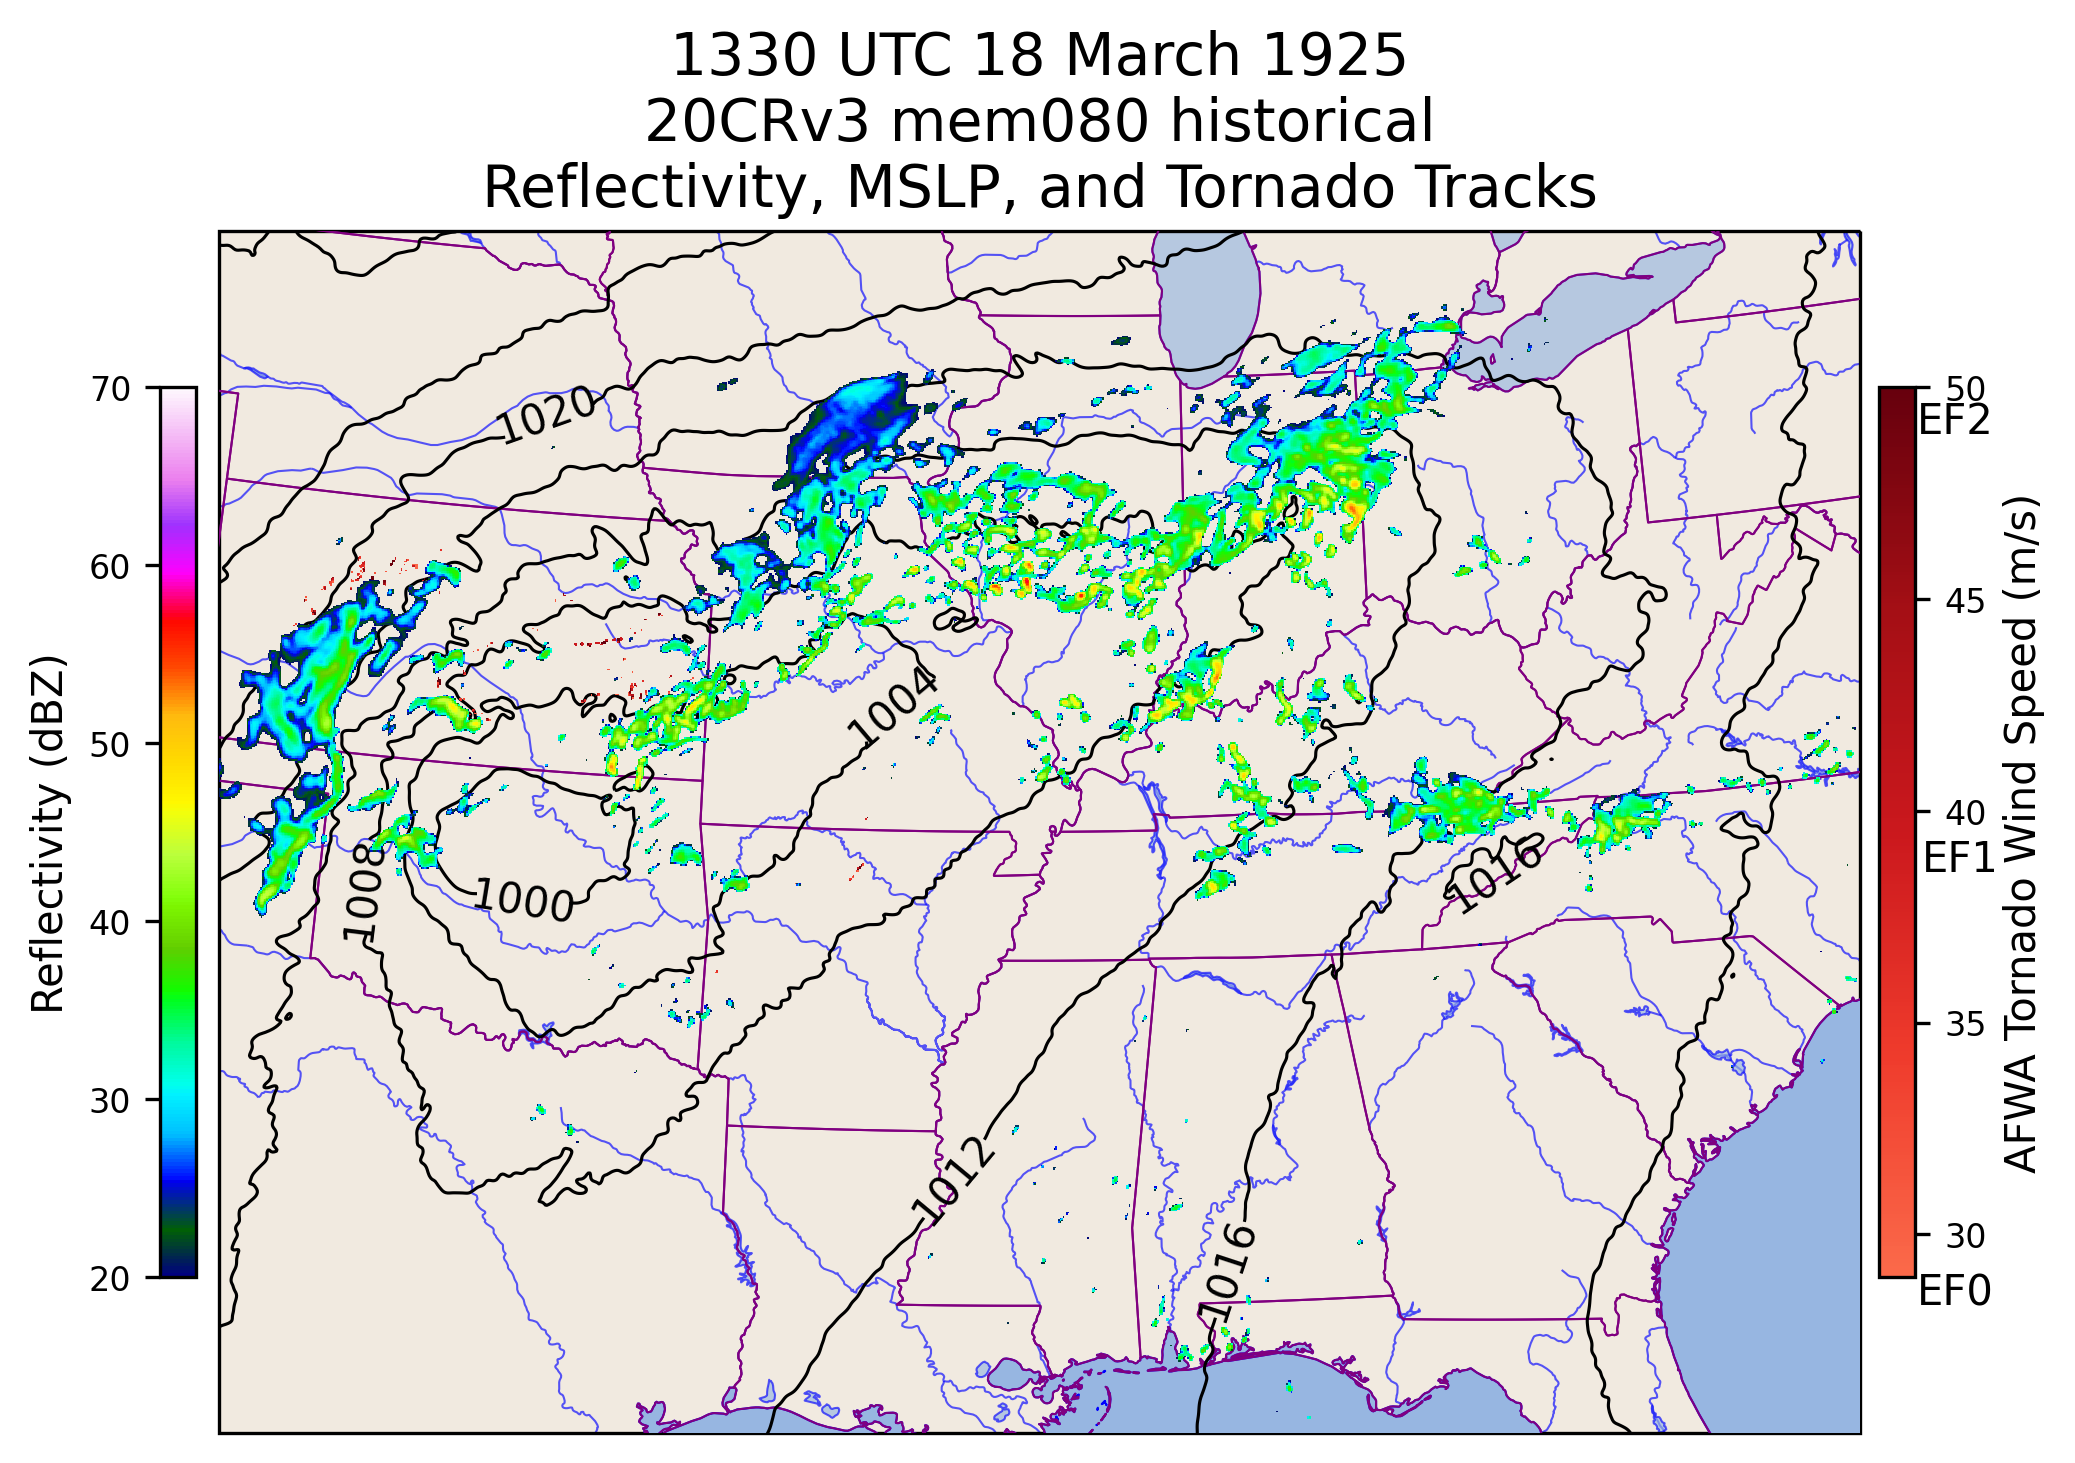 1330 UTC 18 March 1925
20CRv3 mem080 historical
Reflectivity, MSLP, and Tornado Tracks
Reflectivity (dBZ)
70
60
50
40
30
20
1020
1004
1008
1000
1016
1012
1016
50
EF2
45
40
EF1
35
30
EF0
AFWA Tornado Wind Speed (m/s)